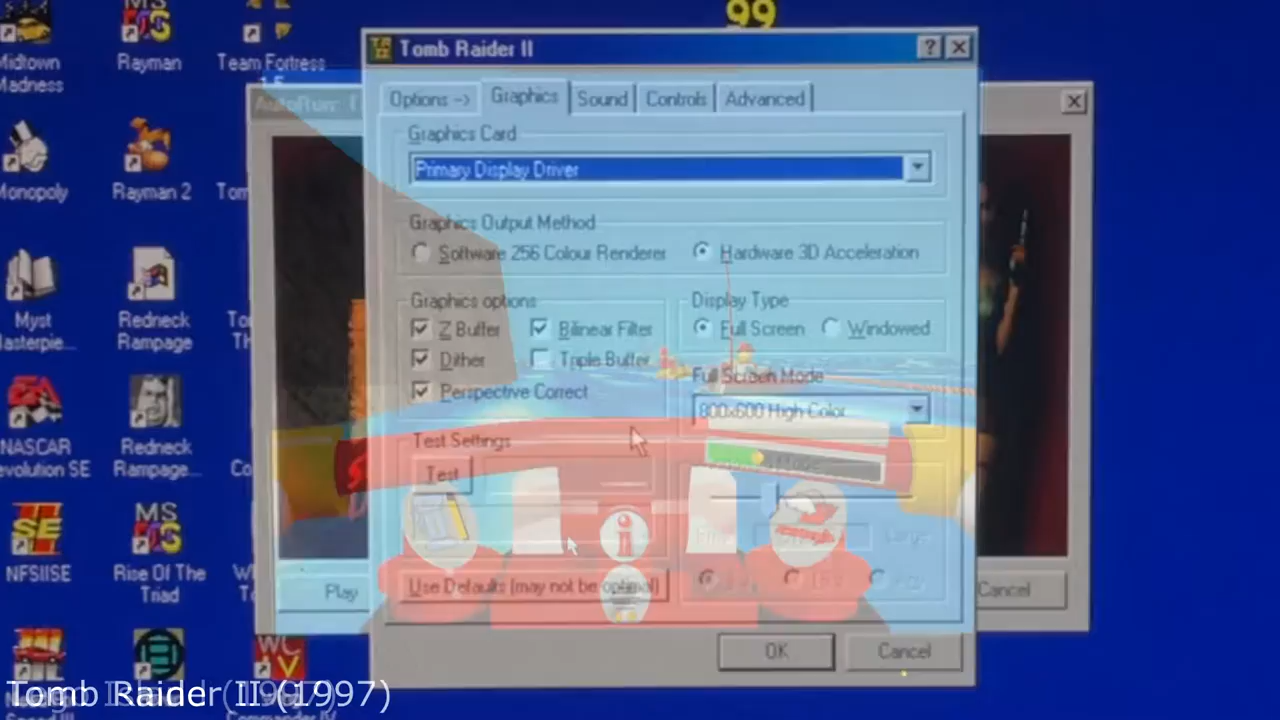 99
Midtown
Madness
Rayman
Team Fortress
1.5
Tomb Raider II
AutoRun:
Options ->
Graphics
Sound
Controls
Advanced
Graphics Card
Primary Display Driver
Monopoly
Rayman 2
Graphics Output Method
Software 256 Colour Renderer
Hardware 3D Acceleration
Graphics options
Display Type
Z Buffer
Bilinear Filter
Full Screen
Windowed
Dither
Triple Buffer
Full Screen Mode
Perspective Correct
800x600 High Color
Myst
Redneck
Rampage
Test Settings
Test
NASCAR
Redneck
Rampage...
Use Defaults (may not be optimal)
Large
NFSIISE
Rise Of The
Triad
Play
Cancel
OK
Cancel
Tomb Raider II (1997)